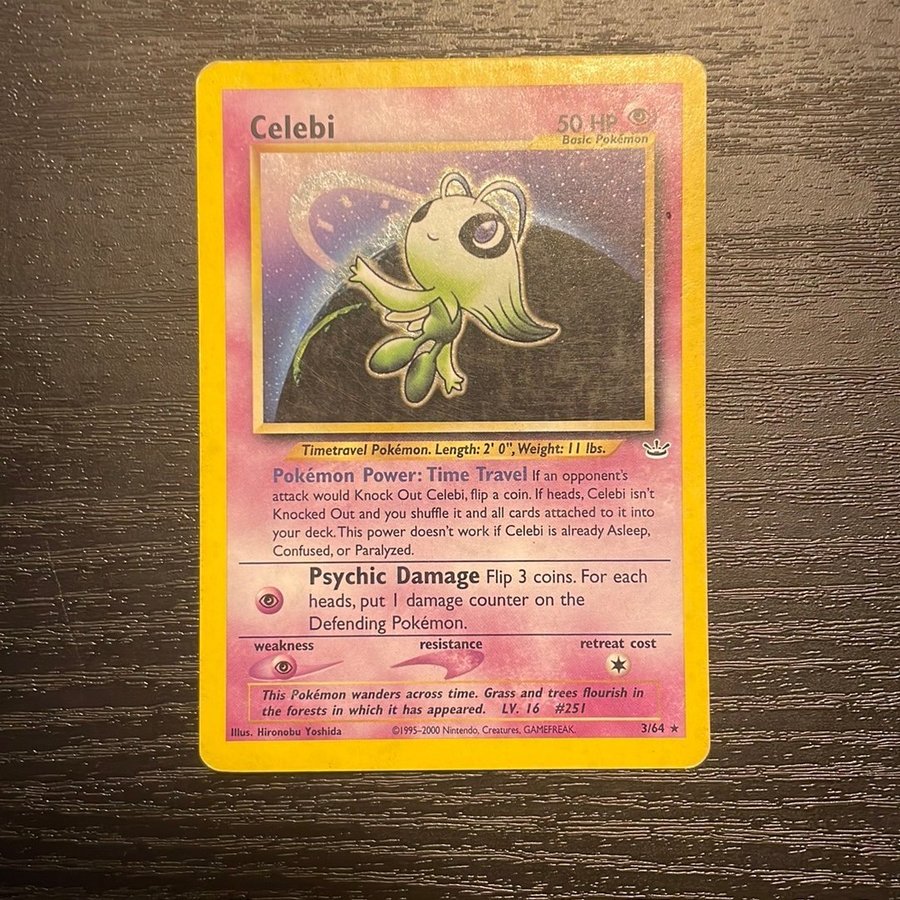 Celebi
50 HP
Basic Pokémon
Timetravel Pokémon. Length: 2' 0", Weight: 11 lbs.
Pokémon Power: Time Travel If an opponent's
attack would Knock Out Celebi, flip a coin. If heads, Celebi isn't
Knocked Out and you shuffle it and all cards attached to it into
your deck. This power doesn't work if Celebi is already Asleep,
Confused, or Paralyzed.
Psychic Damage Flip 3 coins. For each
heads, put 1 damage counter on the
Defending Pokémon.
weakness resistance retreat cost
This Pokémon wanders across time. Grass and trees flourish in
the forests in which it has appeared. LV. 16 #251
Illus. Hironobu Yoshida ©1995-2000 Nintendo, Creatures, GAMEFREAK. 3/64 ★